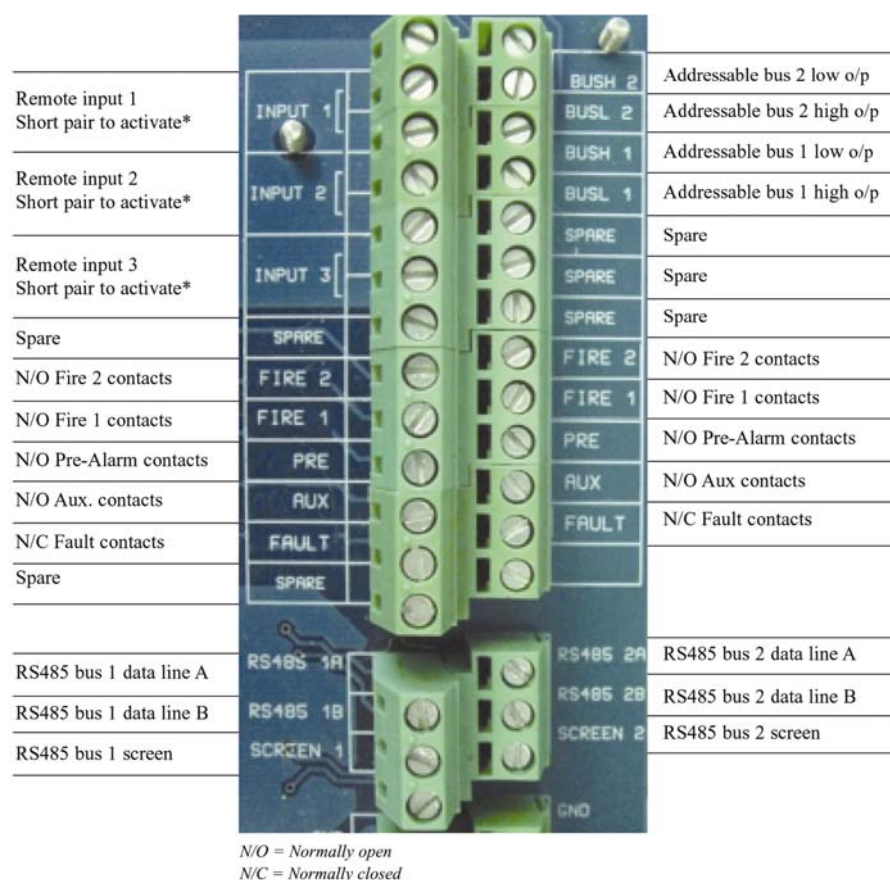 Remote input 1
Short pair to activate*
Remote input 2
Short pair to activate*
Remote input 3
Short pair to activate*
Spare
N/O Fire 2 contacts
N/O Fire 1 contacts
N/O Pre-Alarm contacts
N/O Aux. contacts
N/C Fault contacts
Spare
RS485 bus 1 data line A
RS485 bus 1 data line B
RS485 bus 1 screen
INPUT 1
INPUT 2
INPUT 3
SPARE
FIRE 2
FIRE 1
PRE
AUX
FAULT
SPARE
RS485 1A
RS485 1B
SCREEN 1
BUSH 2
BUSL 2
BUSH 1
BUSL 1
SPARE
SPARE
SPARE
FIRE 2
FIRE 1
PRE
AUX
FAULT
RS485 2A
RS485 2B
SCREEN 2
GND
Addressable bus 2 low o/p
Addressable bus 2 high o/p
Addressable bus 1 low o/p
Addressable bus 1 high o/p
Spare
Spare
Spare
N/O Fire 2 contacts
N/O Fire 1 contacts
N/O Pre-Alarm contacts
N/O Aux contacts
N/C Fault contacts
RS485 bus 2 data line A
RS485 bus 2 data line B
RS485 bus 2 screen
N/O = Normally open
N/C = Normally closed